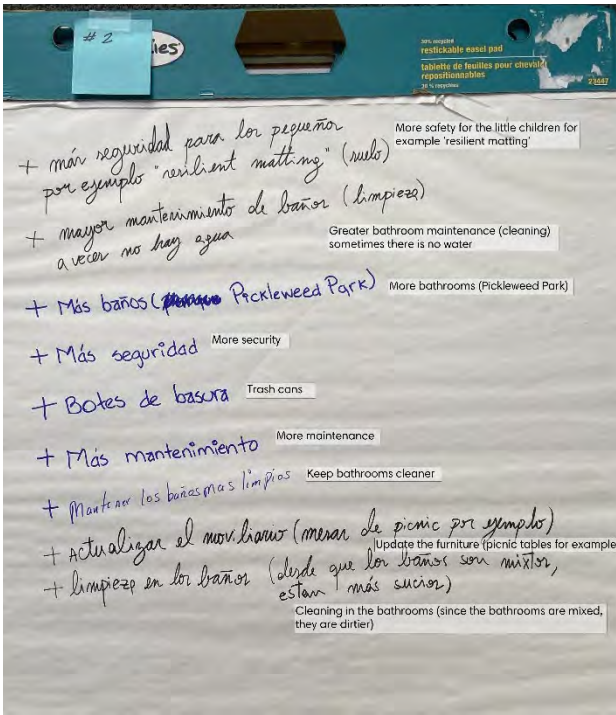 # 2
ies
30% recycled
restickable easel pad
tablette de feuilles pour chevalet
repositionnables
30 % recyclées
23447
+ más seguridad para los pequeños
por ejemplo "resilient matting" (suelo)
More safety for the little children for
example 'resilient matting'
+ mayor mantenimiento de baños (limpieza)
a veces no hay agua
Greater bathroom maintenance (cleaning)
sometimes there is no water
+ Más baños ( Pickleweed Park)
More bathrooms (Pickleweed Park)
+ Más seguridad
More security
+ Botes de basura
Trash cans
+ Más mantenimiento
More maintenance
+ Mantener los baños mas limpios
Keep bathrooms cleaner
+ Actualizar el moviliario (mesas de picnic por ejemplo)
Update the furniture (picnic tables for example
+ limpieza en los baños (desde que los baños son mixtos,
estan más sucios)
Cleaning in the bathrooms (since the bathrooms are mixed,
they are dirtier)